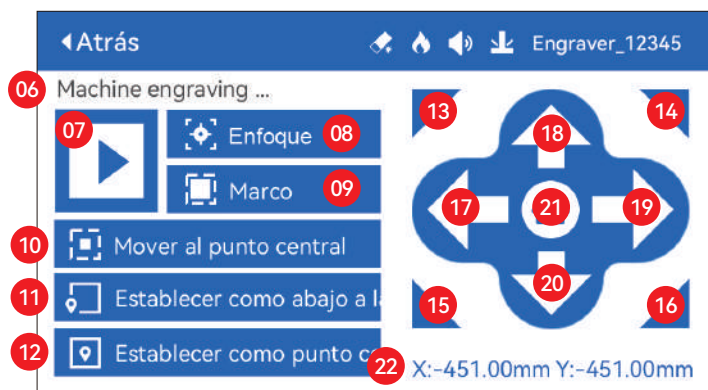 Atrás Engraver_12345
06 Machine engraving ...
13 14
07 Enfoque 08
18
09 Marco
17 21 19
10 Mover al punto central
11 Establecer como abajo a la
20
15 16
12 Establecer como punto
22 X:-451.00mm Y:-451.00mm